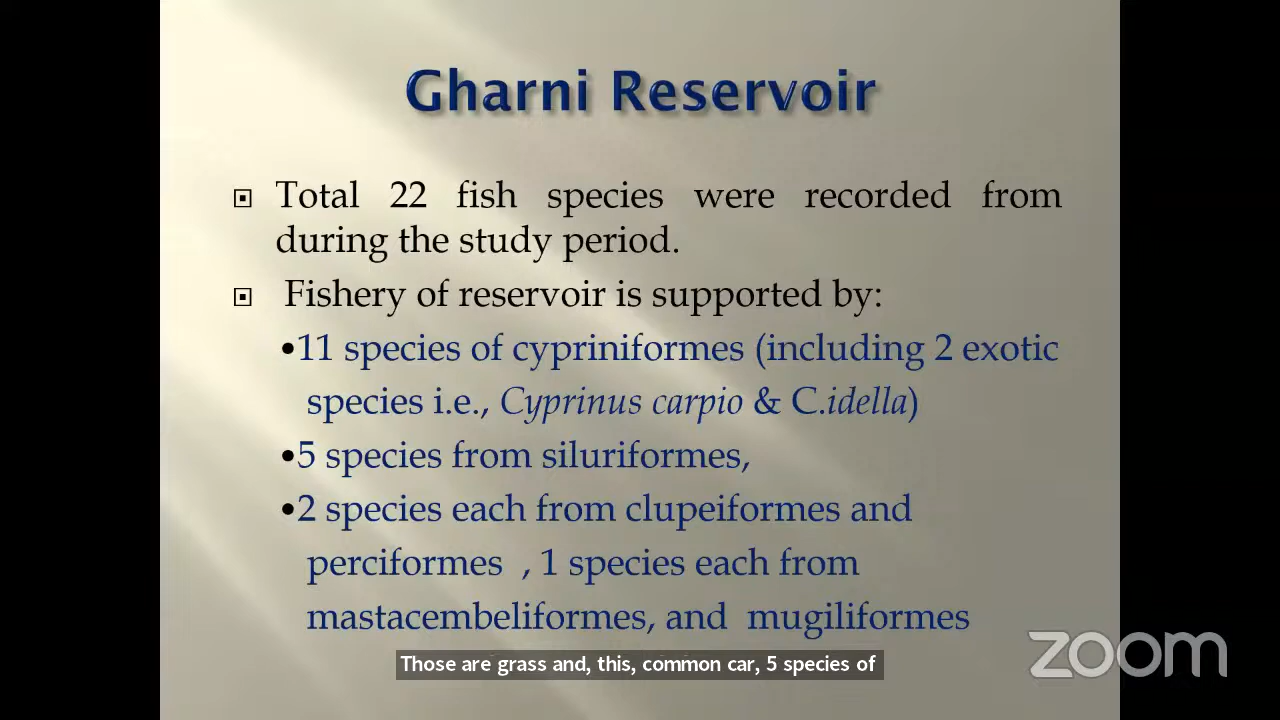 Gharni Reservoir
Total 22 fish species were recorded from
during the study period.
Fishery of reservoir is supported by:
•11 species of cypriniformes (including 2 exotic
species i.e., Cyprinus carpio & C.idella)
•5 species from siluriformes,
•2 species each from clupeiformes and
perciformes , 1 species each from
mastacembeliformes, and mugiliformes
Those are grass and, this, common car, 5 species of
zoom